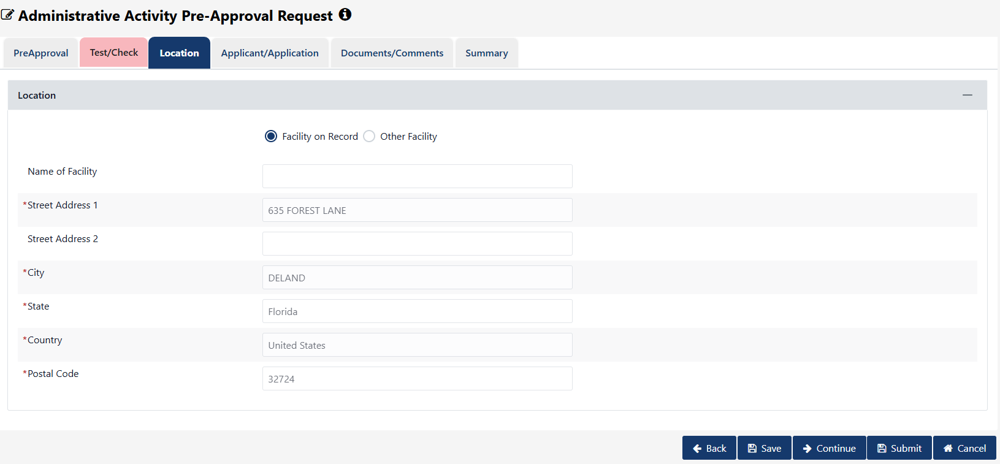 Administrative Activity Pre-Approval Request
PreApproval Test/Check Location Applicant/Application Documents/Comments Summary
Location
Facility on Record Other Facility
Name of Facility
*Street Address 1 635 FOREST LANE
Street Address 2
*City DELAND
*State Florida
*Country United States
*Postal Code 32724
Back Save Continue Submit Cancel